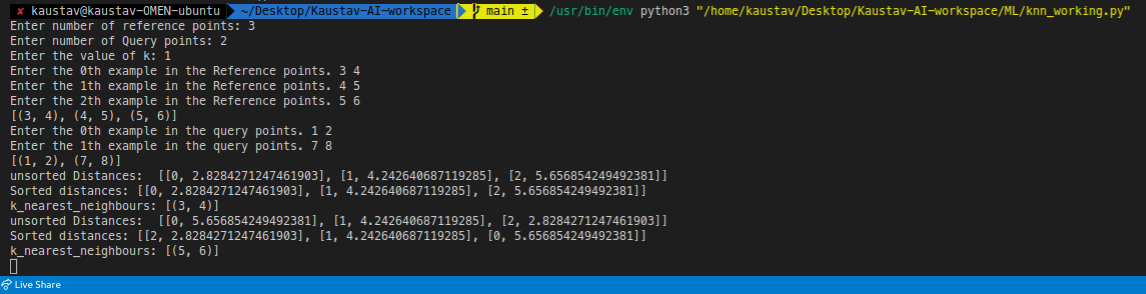 ✘ kaustav@kaustav-OMEN-ubuntu ~/Desktop/Kaustav-AI-workspace main ± /usr/bin/env python3 "/home/kaustav/Desktop/Kaustav-AI-workspace/ML/knn_working.py"
Enter number of reference points: 3
Enter number of Query points: 2
Enter the value of k: 1
Enter the 0th example in the Reference points. 3 4
Enter the 1th example in the Reference points. 4 5
Enter the 2th example in the Reference points. 5 6
[(3, 4), (4, 5), (5, 6)]
Enter the 0th example in the query points. 1 2
Enter the 1th example in the query points. 7 8
[(1, 2), (7, 8)]
unsorted Distances:  [[0, 2.8284271247461903], [1, 4.242640687119285], [2, 5.656854249492381]]
Sorted distances: [[0, 2.8284271247461903], [1, 4.242640687119285], [2, 5.656854249492381]]
k_nearest_neighbours: [(3, 4)]
unsorted Distances:  [[0, 5.656854249492381], [1, 4.242640687119285], [2, 2.8284271247461903]]
Sorted distances: [[2, 2.8284271247461903], [1, 4.242640687119285], [0, 5.656854249492381]]
k_nearest_neighbours: [(5, 6)]
Live Share